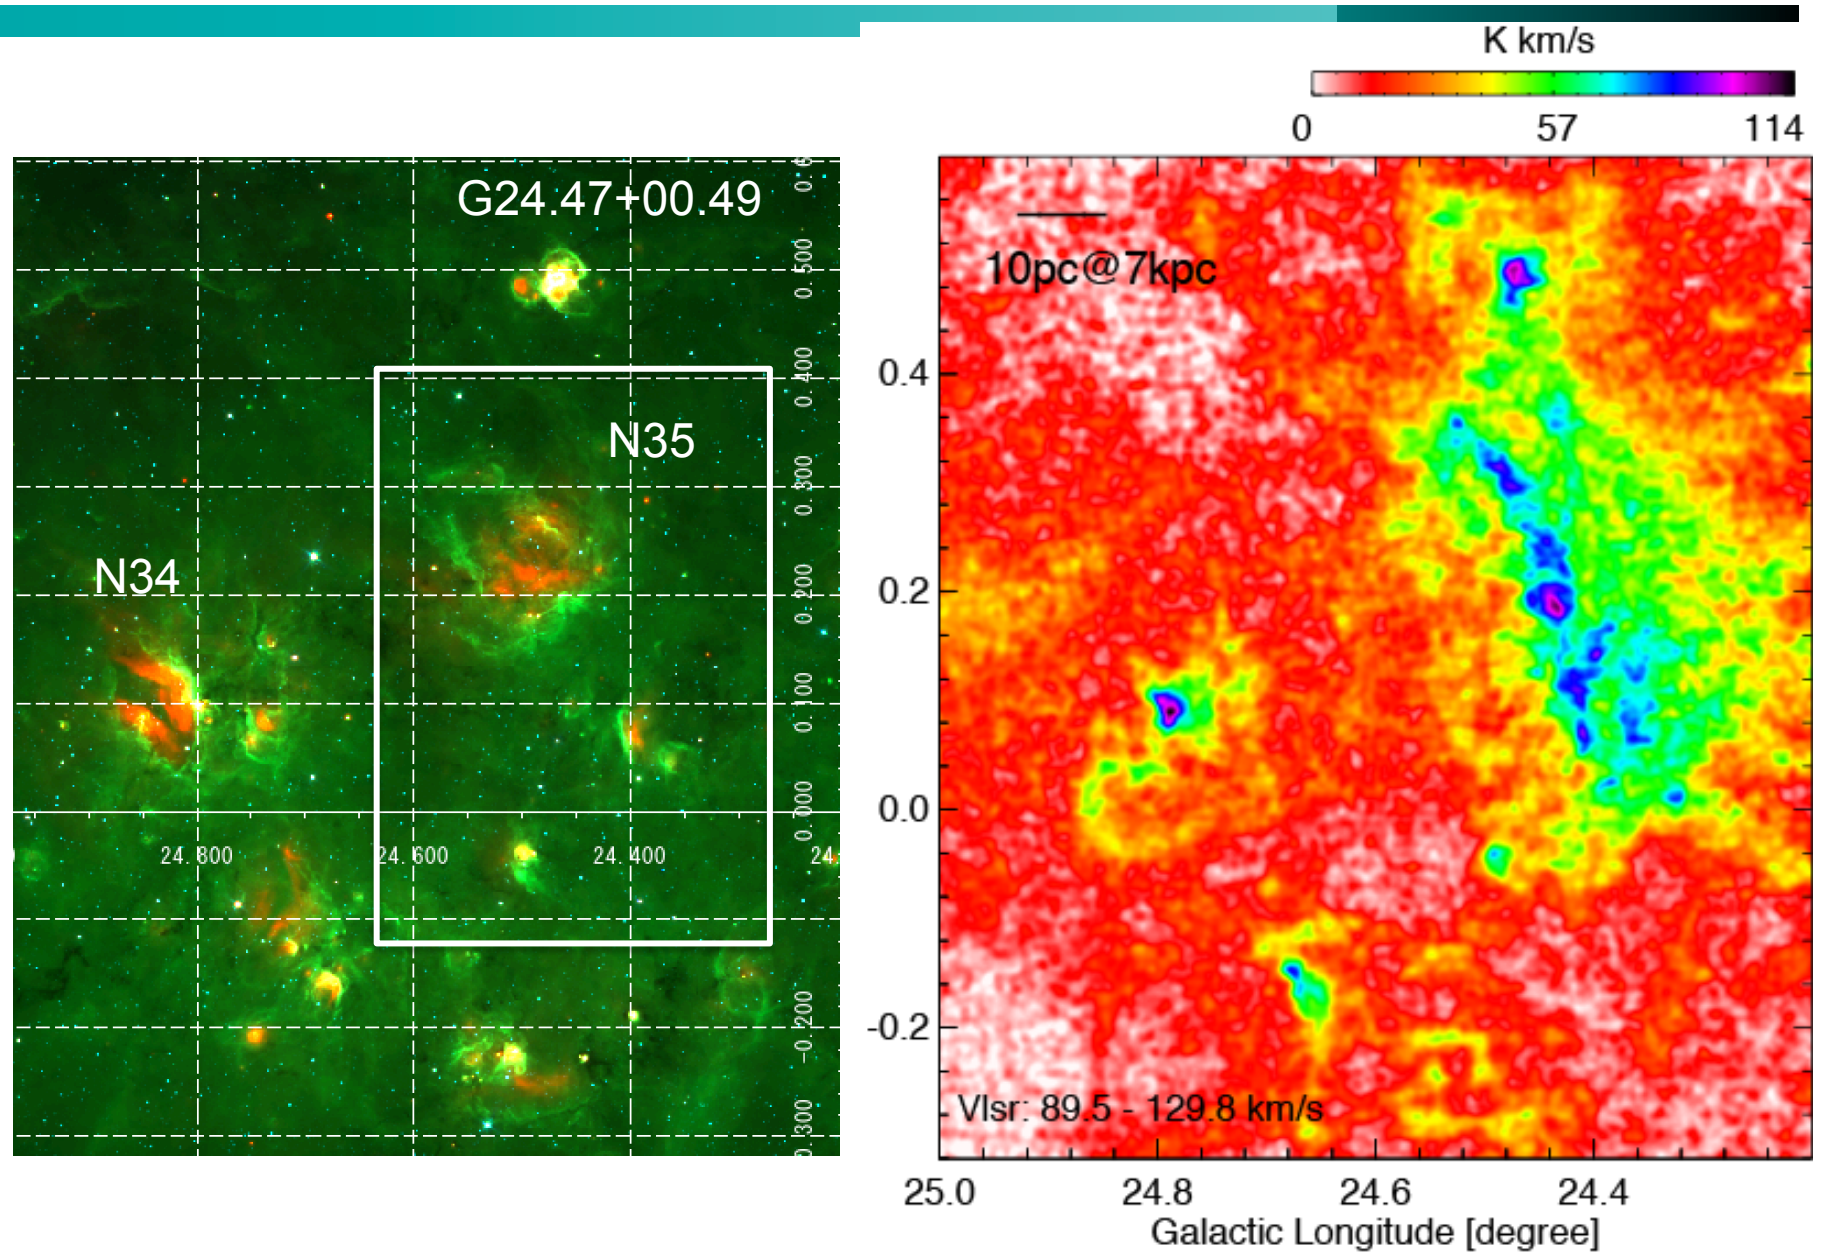 K km/s
0 57 114
G24.47+00.49
N35
N34
0.500
0.400
0.300
0.200
0.100
0.000
24.800 24.600 24.400
-0.200
10pc@7kpc
0.4
0.2
0.0
-0.2
Vlsr: 89.5 - 129.8 km/s
25.0 24.8 24.6 24.4
Galactic Longitude [degree]